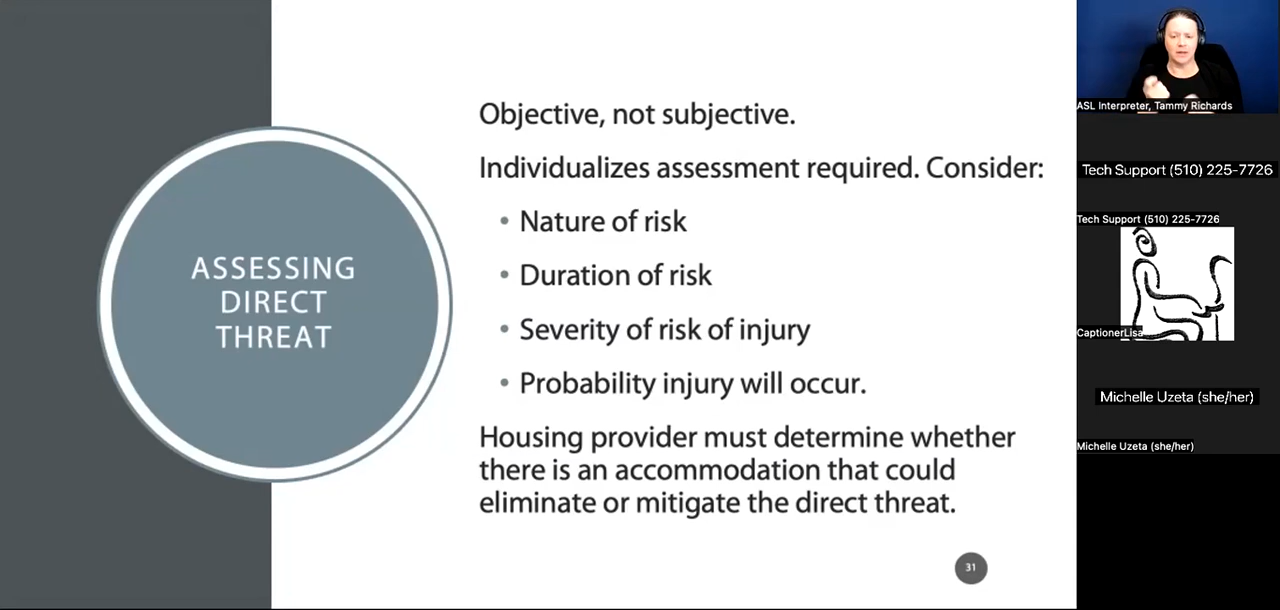 ASSESSING
DIRECT
THREAT
Objective, not subjective.
Individualizes assessment required. Consider:
• Nature of risk
• Duration of risk
• Severity of risk of injury
• Probability injury will occur.
Housing provider must determine whether
there is an accommodation that could
eliminate or mitigate the direct threat.
31
ASL Interpreter, Tammy Richards
Tech Support (510) 225-7726
Tech Support (510) 225-7726
CaptionerLisa
Michelle Uzeta (she/her)
Michelle Uzeta (she/her)